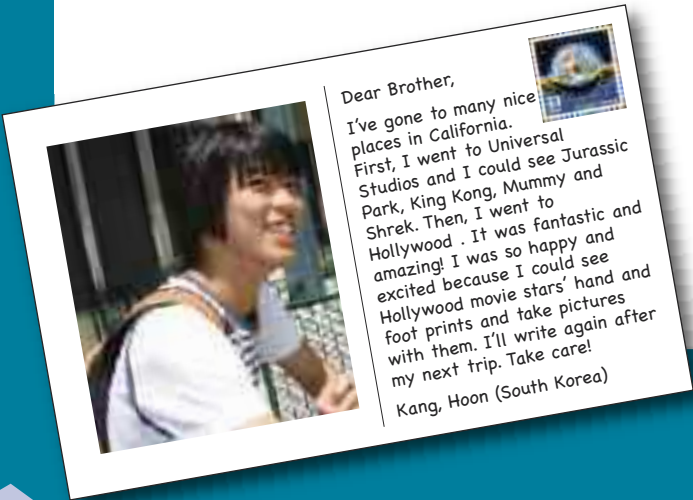 Dear Brother,
I've gone to many nice
places in California.
First, I went to Universal
Studios and I could see Jurassic
Park, King Kong, Mummy and
Shrek. Then, I went to
Hollywood . It was fantastic and
amazing! I was so happy and
excited because I could see
Hollywood movie stars' hand and
foot prints and take pictures
with them. I'll write again after
my next trip. Take care!
Kang, Hoon (South Korea)